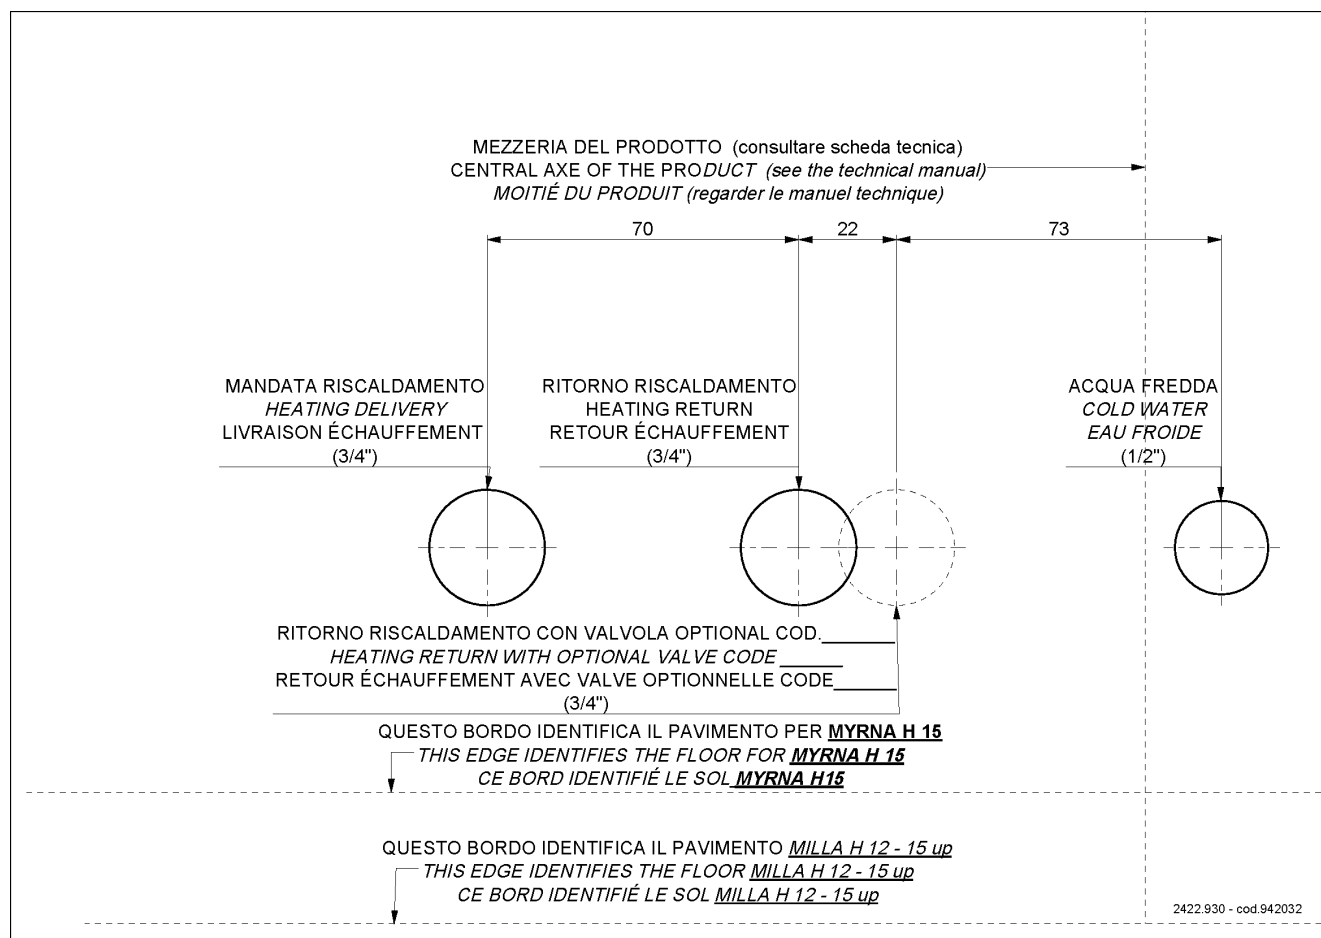 MEZZERIA DEL PRODOTTO (consultare scheda tecnica)
CENTRAL AXE OF THE PRODUCT (see the technical manual)
MOITIÉ DU PRODUIT (regarder le manuel technique)
70 22 73
MANDATA RISCALDAMENTO
HEATING DELIVERY
LIVRAISON ÉCHAUFFEMENT
(3/4")
RITORNO RISCALDAMENTO
HEATING RETURN
RETOUR ÉCHAUFFEMENT
(3/4")
ACQUA FREDDA
COLD WATER
EAU FROIDE
(1/2")
RITORNO RISCALDAMENTO CON VALVOLA OPTIONAL COD.
HEATING RETURN WITH OPTIONAL VALVE CODE
RETOUR ÉCHAUFFEMENT AVEC VALVE OPTIONNELLE CODE
(3/4")
QUESTO BORDO IDENTIFICA IL PAVIMENTO PER MYRNA H 15
THIS EDGE IDENTIFIES THE FLOOR FOR MYRNA H 15
CE BORD IDENTIFIÉ LE SOL MYRNA H15
QUESTO BORDO IDENTIFICA IL PAVIMENTO MILLA H 12 - 15 up
THIS EDGE IDENTIFIES THE FLOOR MILLA H 12 - 15 up
CE BORD IDENTIFIÉ LE SOL MILLA H 12 - 15 up
2422.930 - cod.942032